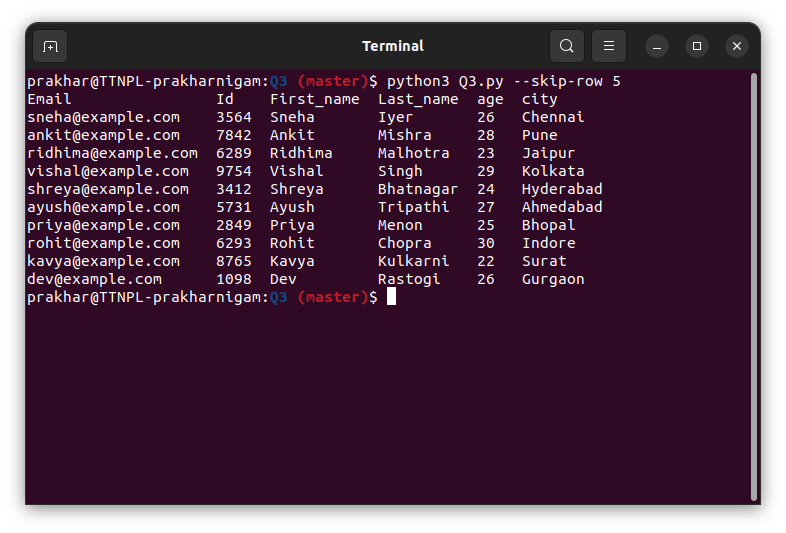 Terminal
prakhar@TTNPL-prakharnigam:Q3 (master)$ python3 Q3.py --skip-row 5
Email                Id    First_name  Last_name  age  city
sneha@example.com    3564  Sneha       Iyer       26   Chennai
ankit@example.com    7842  Ankit       Mishra     28   Pune
ridhima@example.com  6289  Ridhima     Malhotra   23   Jaipur
vishal@example.com   9754  Vishal      Singh      29   Kolkata
shreya@example.com   3412  Shreya      Bhatnagar  24   Hyderabad
ayush@example.com    5731  Ayush       Tripathi   27   Ahmedabad
priya@example.com    2849  Priya       Menon      25   Bhopal
rohit@example.com    6293  Rohit       Chopra     30   Indore
kavya@example.com    8765  Kavya       Kulkarni   22   Surat
dev@example.com      1098  Dev         Rastogi    26   Gurgaon
prakhar@TTNPL-prakharnigam:Q3 (master)$